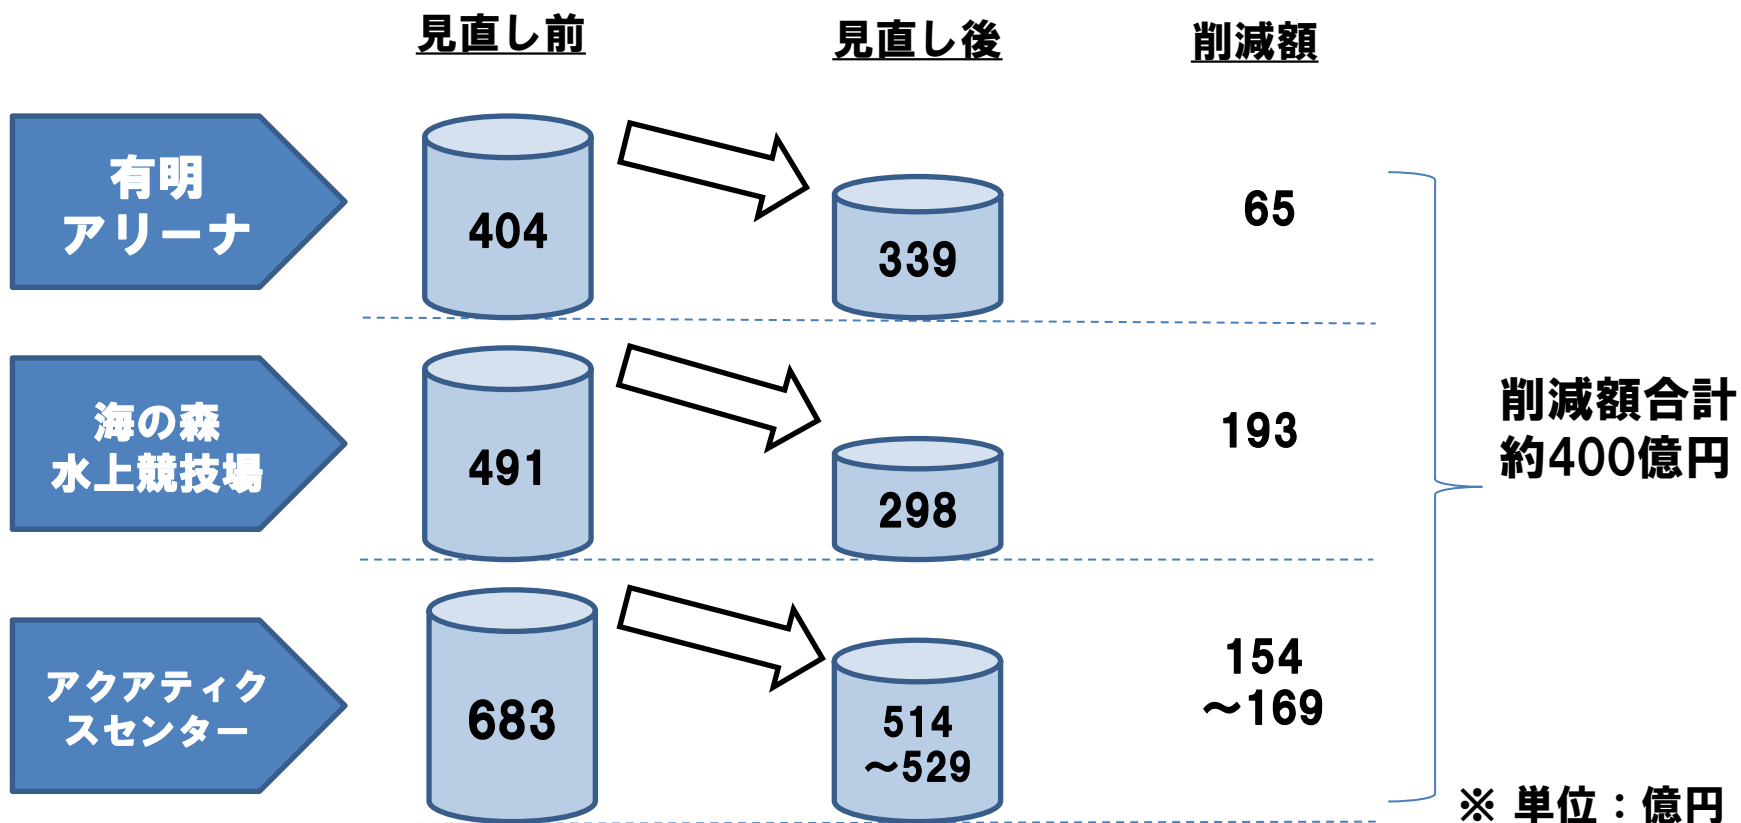 見直し前 見直し後 削減額
有明
アリーナ
404
339
65
海の森
水上競技場
491
298
193
アクアティク
スセンター
683
514
～529
154
～169
削減額合計
約400億円
※ 単位：億円